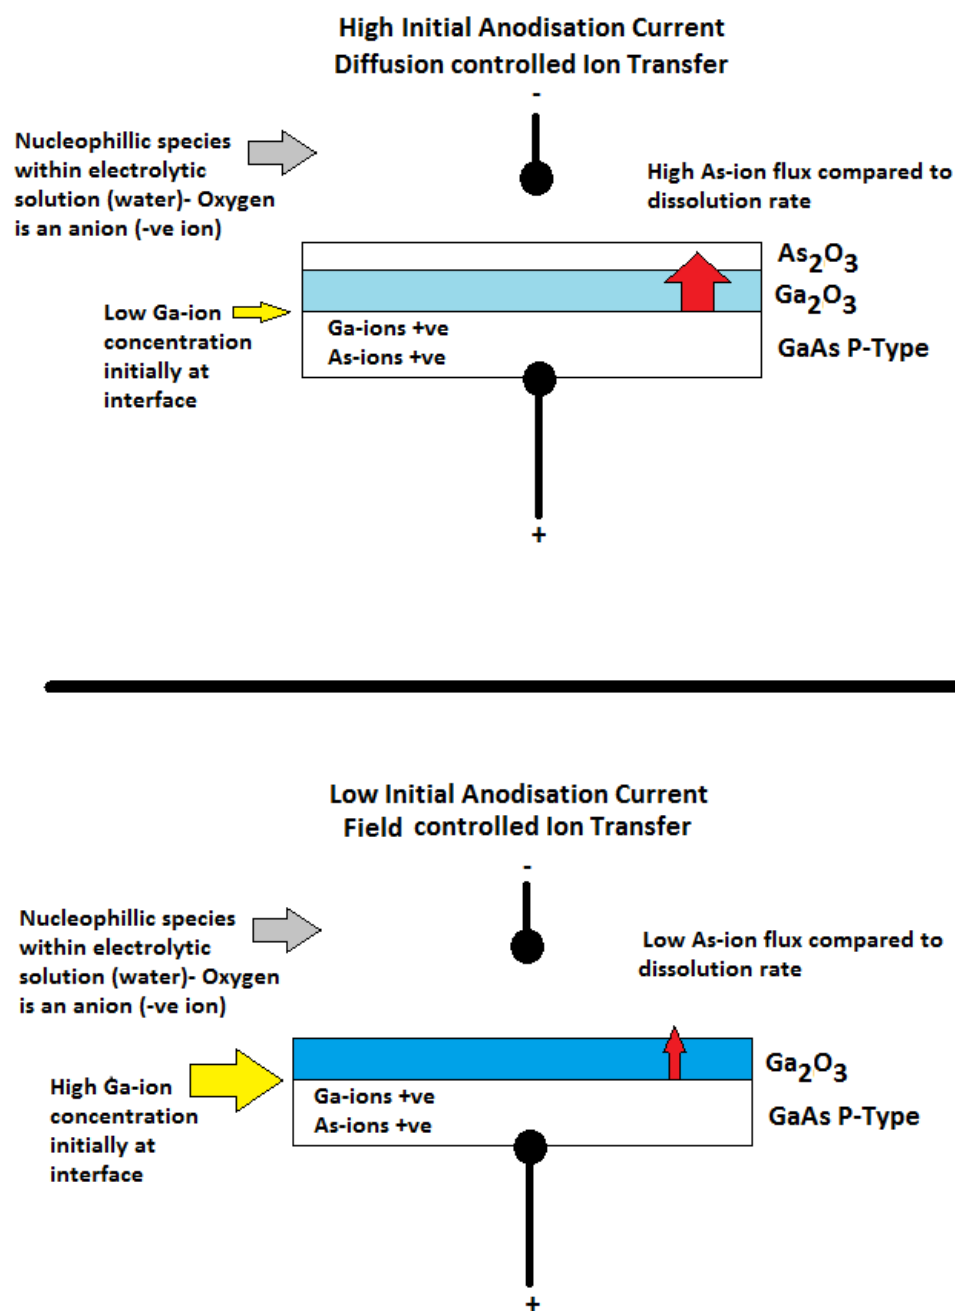 High Initial Anodisation Current
Diffusion controlled Ion Transfer
-
Nucleophillic species
within electrolytic
solution (water)- Oxygen
is an anion (-ve ion)
High As-ion flux compared to
dissolution rate
As2O3
Ga2O3
Low Ga-ion
concentration
initially at
interface
Ga-ions +ve
As-ions +ve
GaAs P-Type
+
Low Initial Anodisation Current
Field controlled Ion Transfer
-
Nucleophillic species
within electrolytic
solution (water)- Oxygen
is an anion (-ve ion)
Low As-ion flux compared to
dissolution rate
Ga2O3
High Ga-ion
concentration
initially at
interface
Ga-ions +ve
As-ions +ve
GaAs P-Type
+